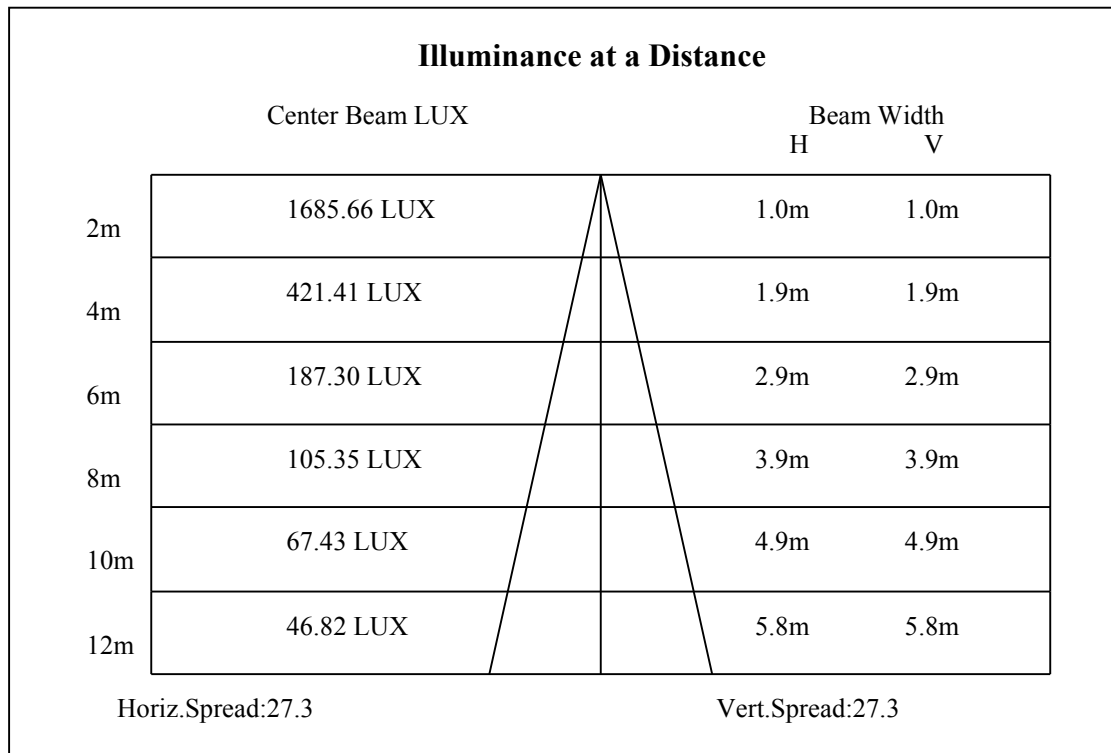 Illuminance at a Distance
Center Beam LUX Beam Width
H V
2m 1685.66 LUX 1.0m 1.0m
4m 421.41 LUX 1.9m 1.9m
6m 187.30 LUX 2.9m 2.9m
8m 105.35 LUX 3.9m 3.9m
10m 67.43 LUX 4.9m 4.9m
12m 46.82 LUX 5.8m 5.8m
Horiz.Spread:27.3 Vert.Spread:27.3